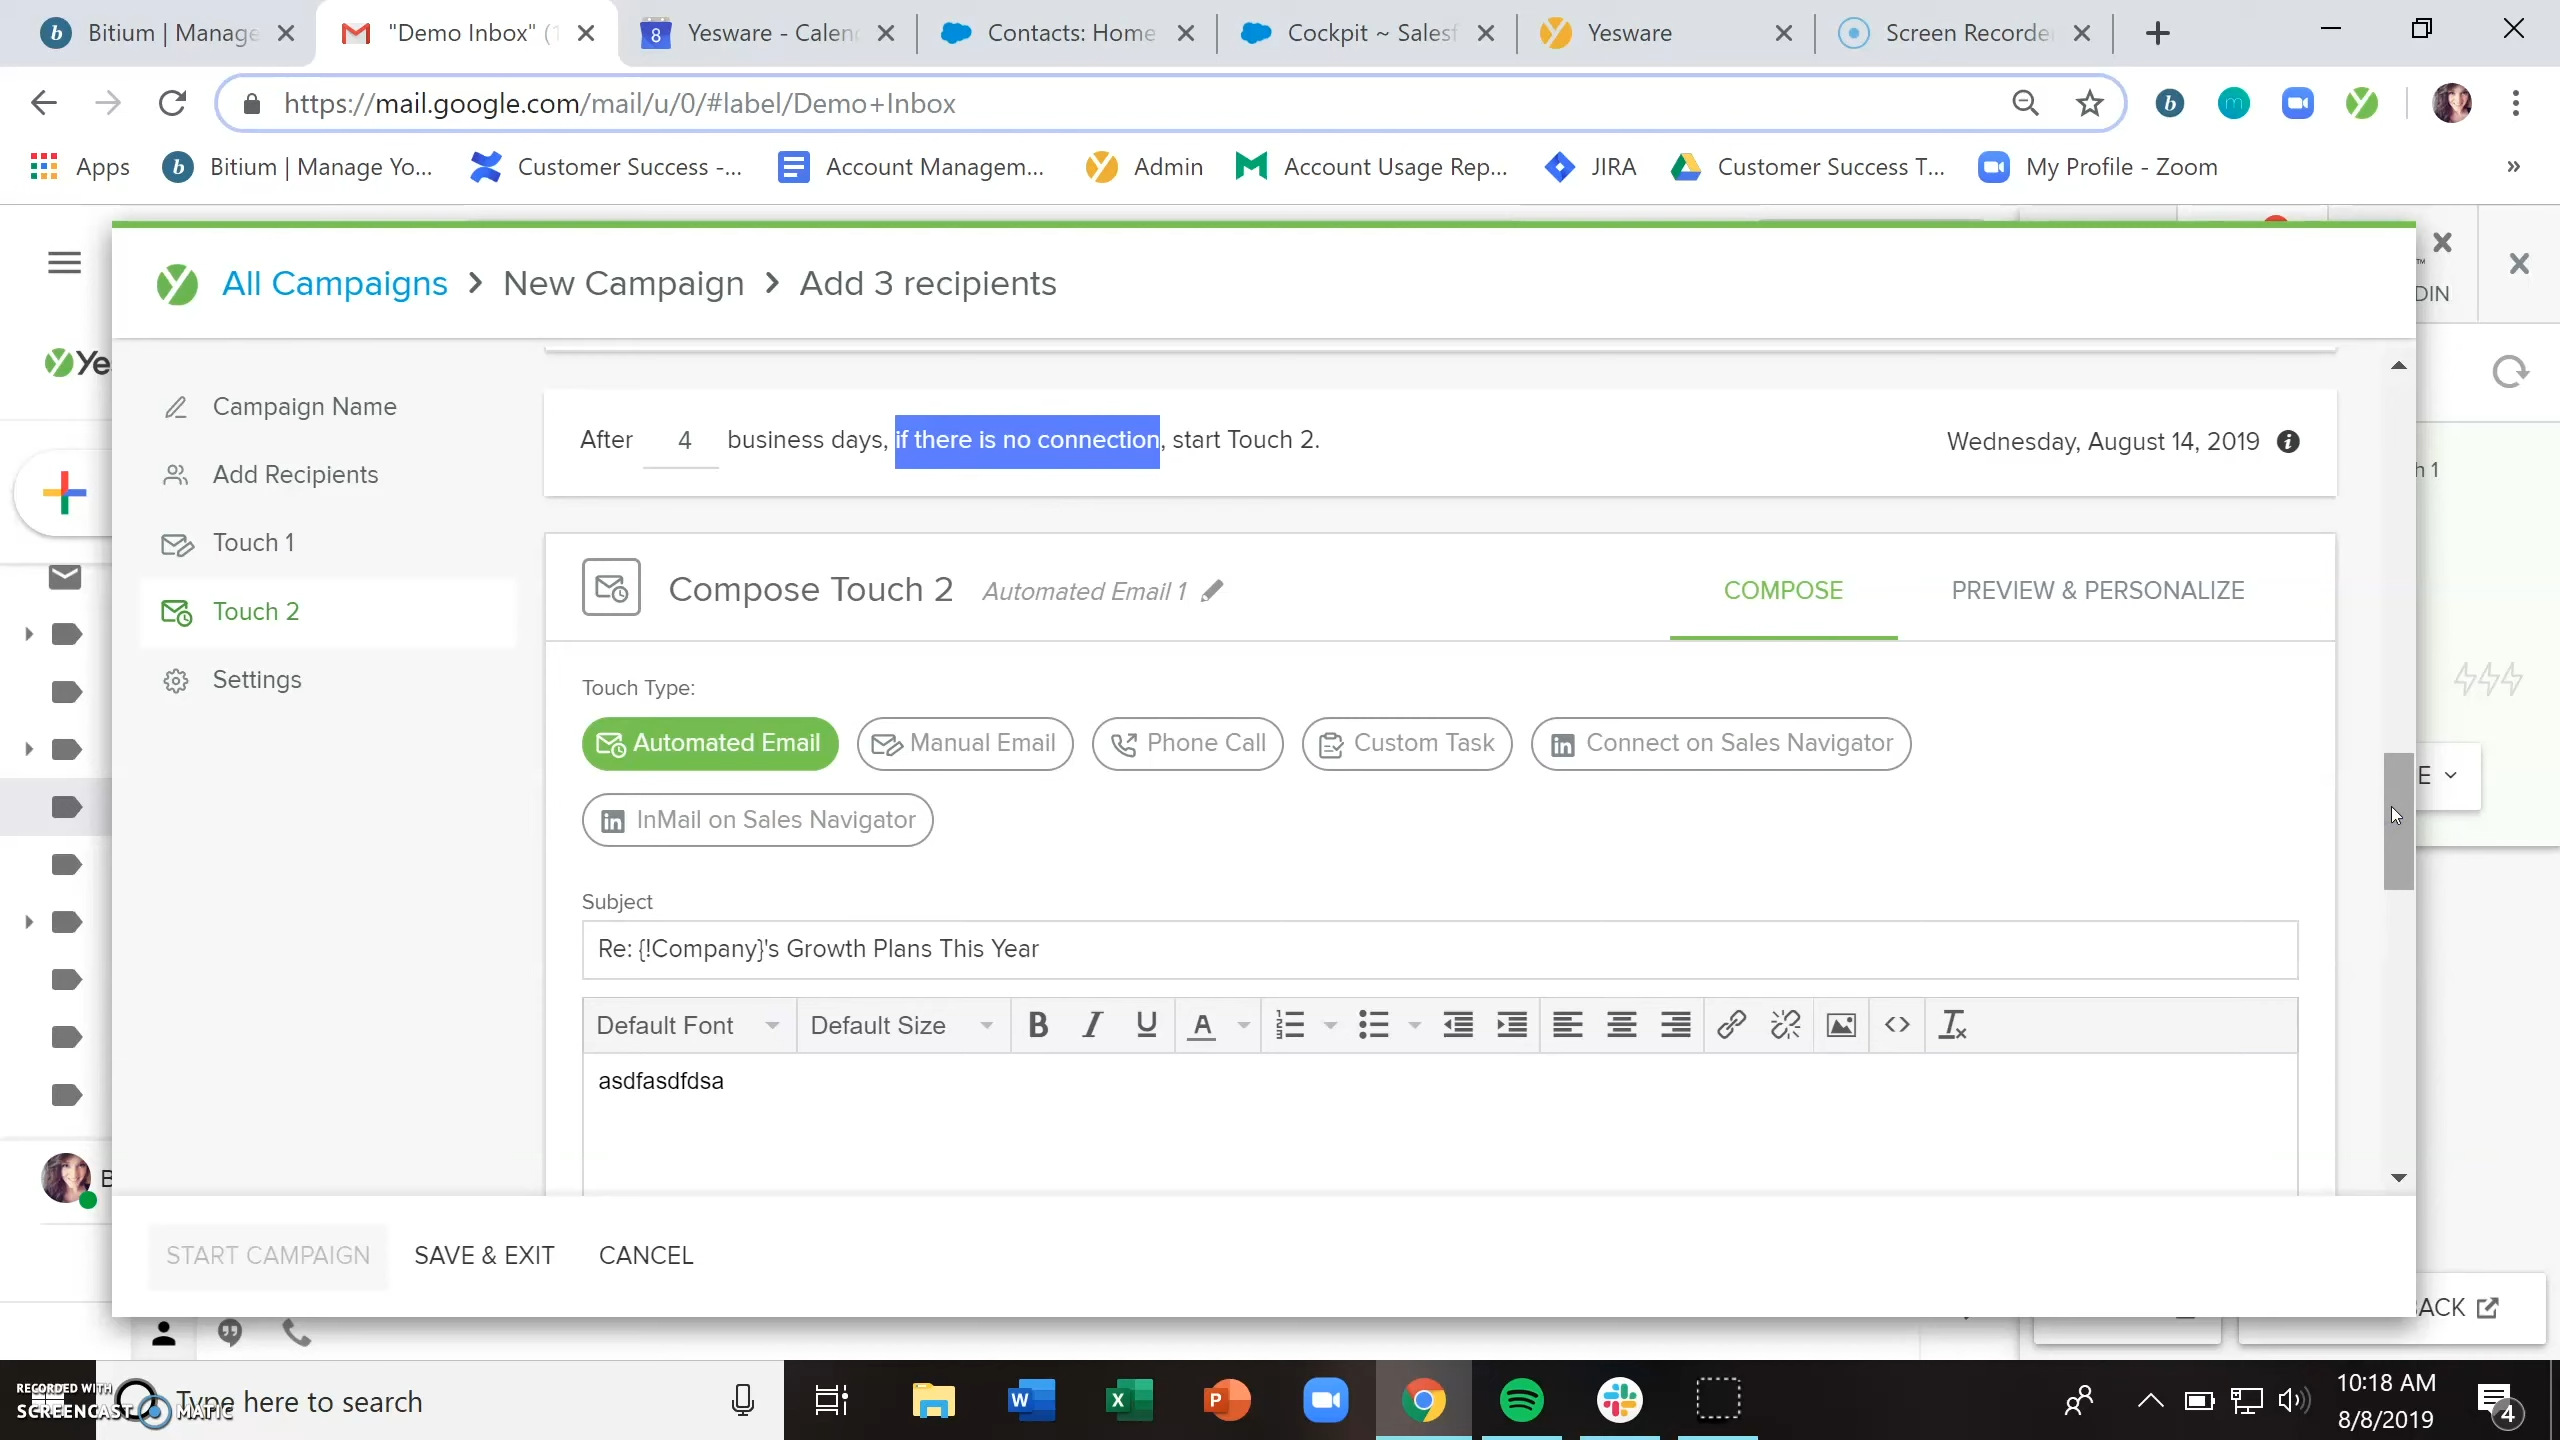 Bitium | Manage
"Demo Inbox" (1
Yesware - Calen
Contacts: Home
Cockpit ~ Salesf
Yesware
Screen Recorde
https://mail.google.com/mail/u/0/#label/Demo+Inbox
Apps
Bitium | Manage Yo...
Customer Success -...
Account Managem...
Admin
Account Usage Rep...
JIRA
Customer Success T...
My Profile - Zoom
»
All Campaigns > New Campaign > Add 3 recipients
DIN
Ye
Campaign Name
Add Recipients
Touch 1
Touch 2
Settings
After 4 business days, if there is no connection, start Touch 2.
Wednesday, August 14, 2019
h 1
Compose Touch 2 Automated Email 1
COMPOSE
PREVIEW & PERSONALIZE
Touch Type:
Automated Email
Manual Email
Phone Call
Custom Task
Connect on Sales Navigator
InMail on Sales Navigator
E
Subject
Re: {!Company}'s Growth Plans This Year
Default Font
Default Size
B I U A
asdfasdfdsa
START CAMPAIGN
SAVE & EXIT
CANCEL
ACK
RECORDED WITH
SCREENCAST MATIC
Type here to search
10:18 AM
8/8/2019
4